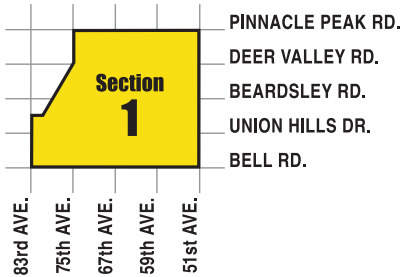 PINNACLE PEAK RD.
DEER VALLEY RD.
Section
1
BEARDSLEY RD.
UNION HILLS DR.
BELL RD.
83rd AVE.
75th AVE.
67th AVE.
59th AVE.
51st AVE.